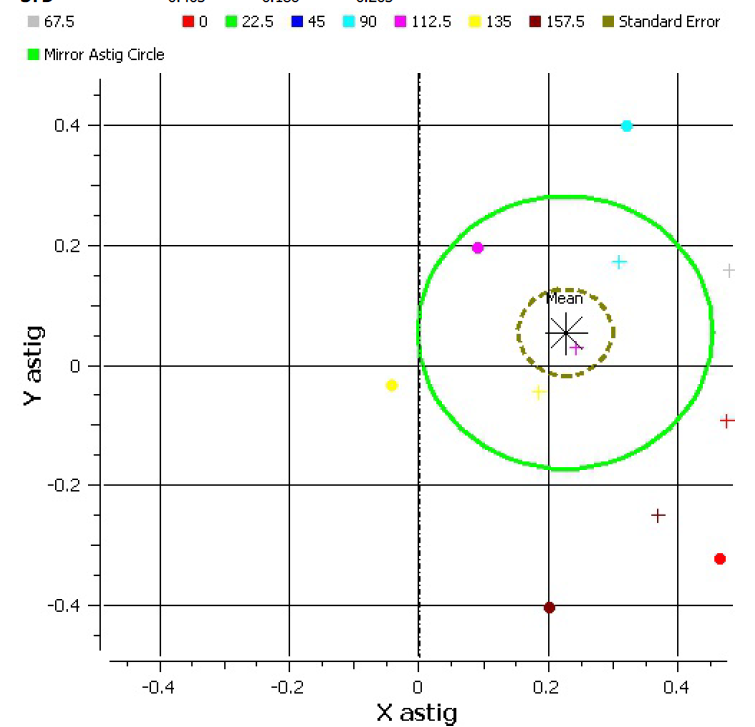 67.5 0 22.5 45 90 112.5 135 157.5 Standard Error
Mirror Astig Circle
0.4
0.2
Mean
0
-0.2
-0.4
Y astig
-0.4 -0.2 0 0.2 0.4
X astig